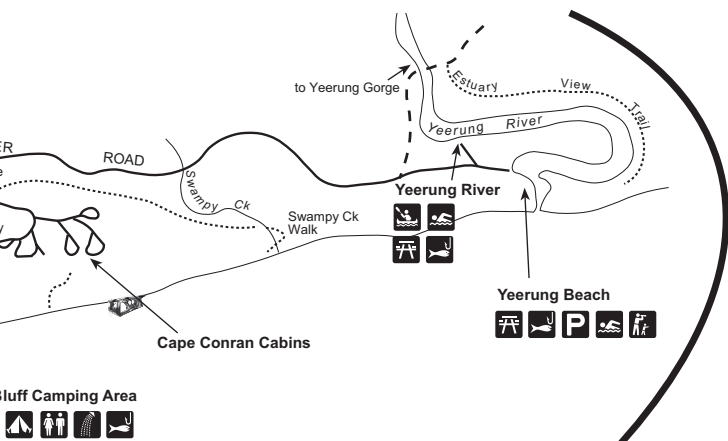 to Yeerung Gorge
Estuary View Trail
Yeerung River
ER ROAD
e
Swampy Ck
Yeerung River
Swampy Ck
Walk
y
Yeerung Beach
P
Cape Conran Cabins
Bluff Camping Area